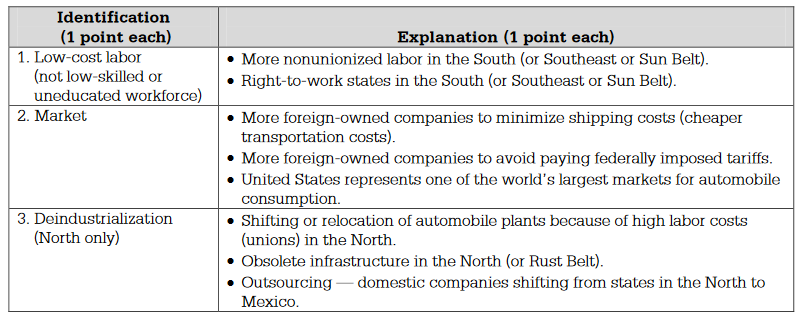 Identification
(1 point each)
Explanation (1 point each)
1. Low-cost labor
(not low-skilled or
uneducated workforce)
• More nonunionized labor in the South (or Southeast or Sun Belt).
• Right-to-work states in the South (or Southeast or Sun Belt).
2. Market
• More foreign-owned companies to minimize shipping costs (cheaper
transportation costs).
• More foreign-owned companies to avoid paying federally imposed tariffs.
• United States represents one of the world's largest markets for automobile
consumption.
3. Deindustrialization
(North only)
• Shifting or relocation of automobile plants because of high labor costs
(unions) in the North.
• Obsolete infrastructure in the North (or Rust Belt).
• Outsourcing — domestic companies shifting from states in the North to
Mexico.